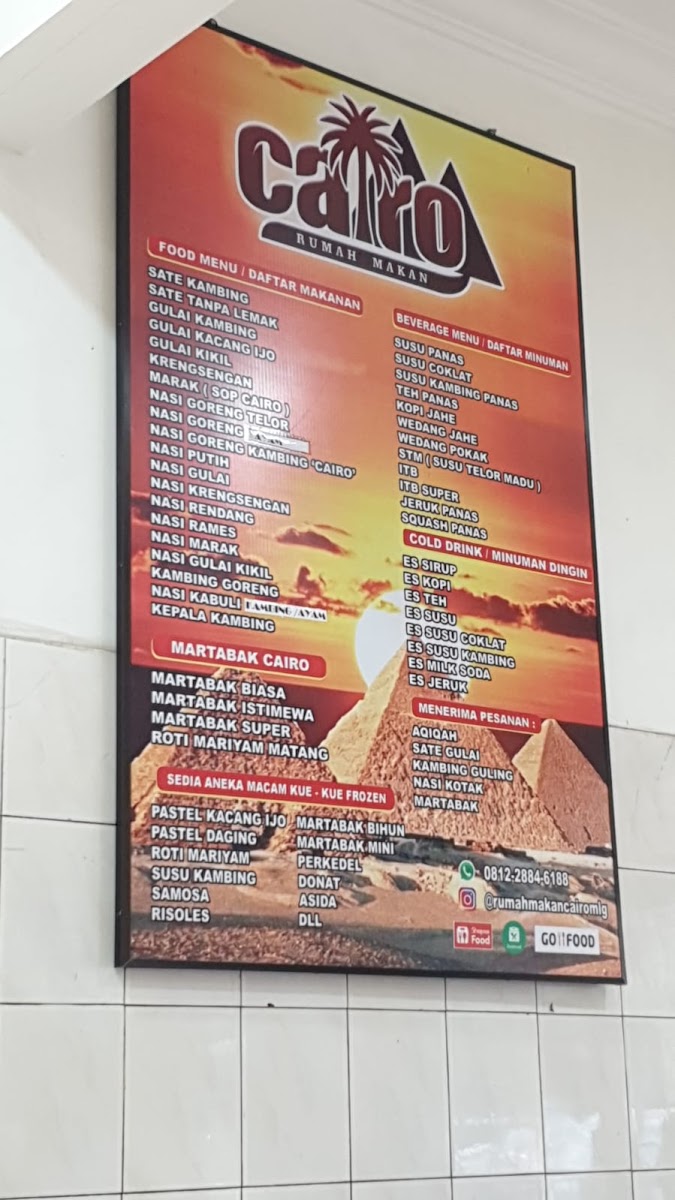 cairo
RUMAH MAKAN
FOOD MENU / DAFTAR MAKANAN
SATE KAMBING
SATE TANPA LEMAK
GULAI KAMBING
GULAI KACANG IJO
GULAI KIKIL
KRENGSENGAN
MARAK ( SOP CAIRO )
NASI GORENG TELOR
NASI GORENG AYAM
NASI GORENG KAMBING 'CAIRO'
NASI PUTIH
NASI GULAI
NASI KRENGSENGAN
NASI RENDANG
NASI RAMES
NASI MARAK
NASI GULAI KIKIL
KAMBING GORENG
NASI KABULI KAMBING /AYAM
KEPALA KAMBING
MARTABAK CAIRO
MARTABAK BIASA
MARTABAK ISTIMEWA
MARTABAK SUPER
ROTI MARIYAM MATANG
SEDIA ANEKA MACAM KUE - KUE FROZEN
PASTEL KACANG IJO
PASTEL DAGING
ROTI MARIYAM
SUSU KAMBING
SAMOSA
RISOLES
MARTABAK BIHUN
MARTABAK MINI
PERKEDEL
DONAT
ASIDA
DLL
BEVERAGE MENU / DAFTAR MINUMAN
SUSU PANAS
SUSU COKLAT
SUSU KAMBING PANAS
TEH PANAS
KOPI JAHE
WEDANG JAHE
WEDANG POKAK
STM ( SUSU TELOR MADU )
ITB
ITB SUPER
JERUK PANAS
SQUASH PANAS
COLD DRINK / MINUMAN DINGIN
ES SIRUP
ES KOPI
ES TEH
ES SUSU
ES SUSU COKLAT
ES SUSU KAMBING
ES MILK SODA
ES JERUK
MENERIMA PESANAN :
AQIQAH
SATE GULAI
KAMBING GULING
NASI KOTAK
MARTABAK
0812-2884-6188
@rumahmakancairomlg
Shopee Food
GO FOOD